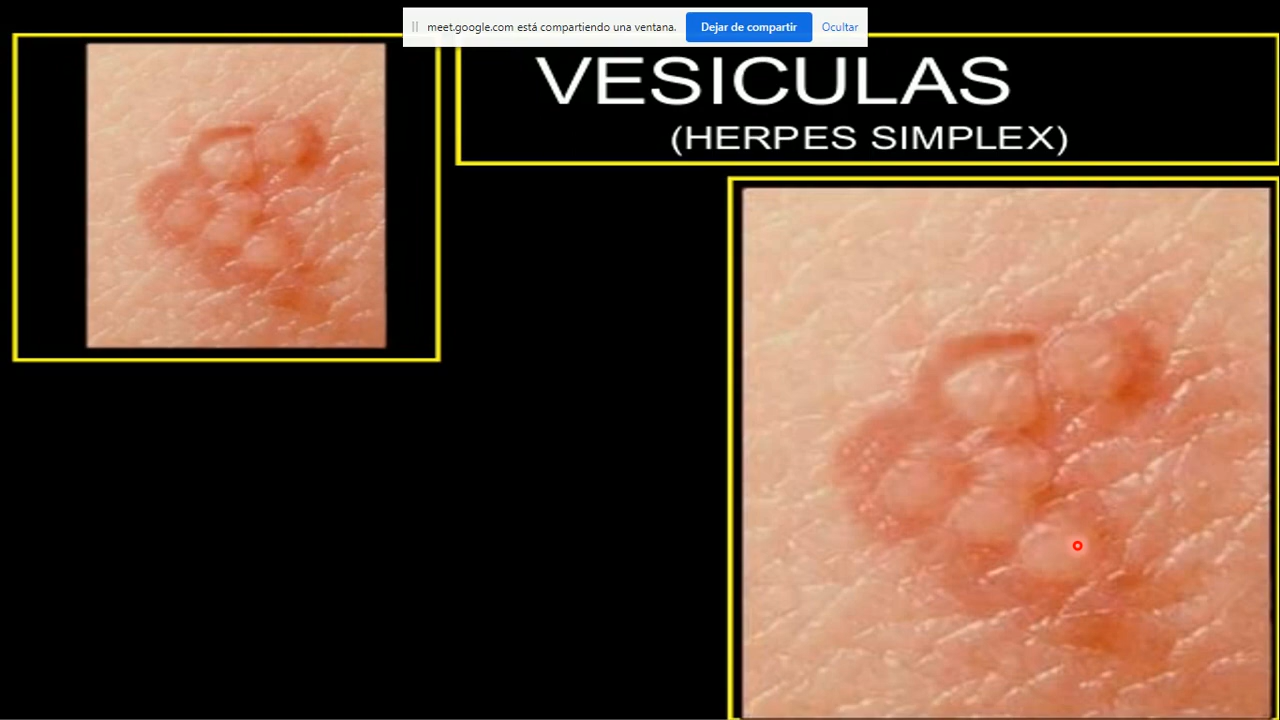 meet.google.com está compartiendo una ventana. Dejar de compartir Ocultar
VESICULAS
(HERPES SIMPLEX)